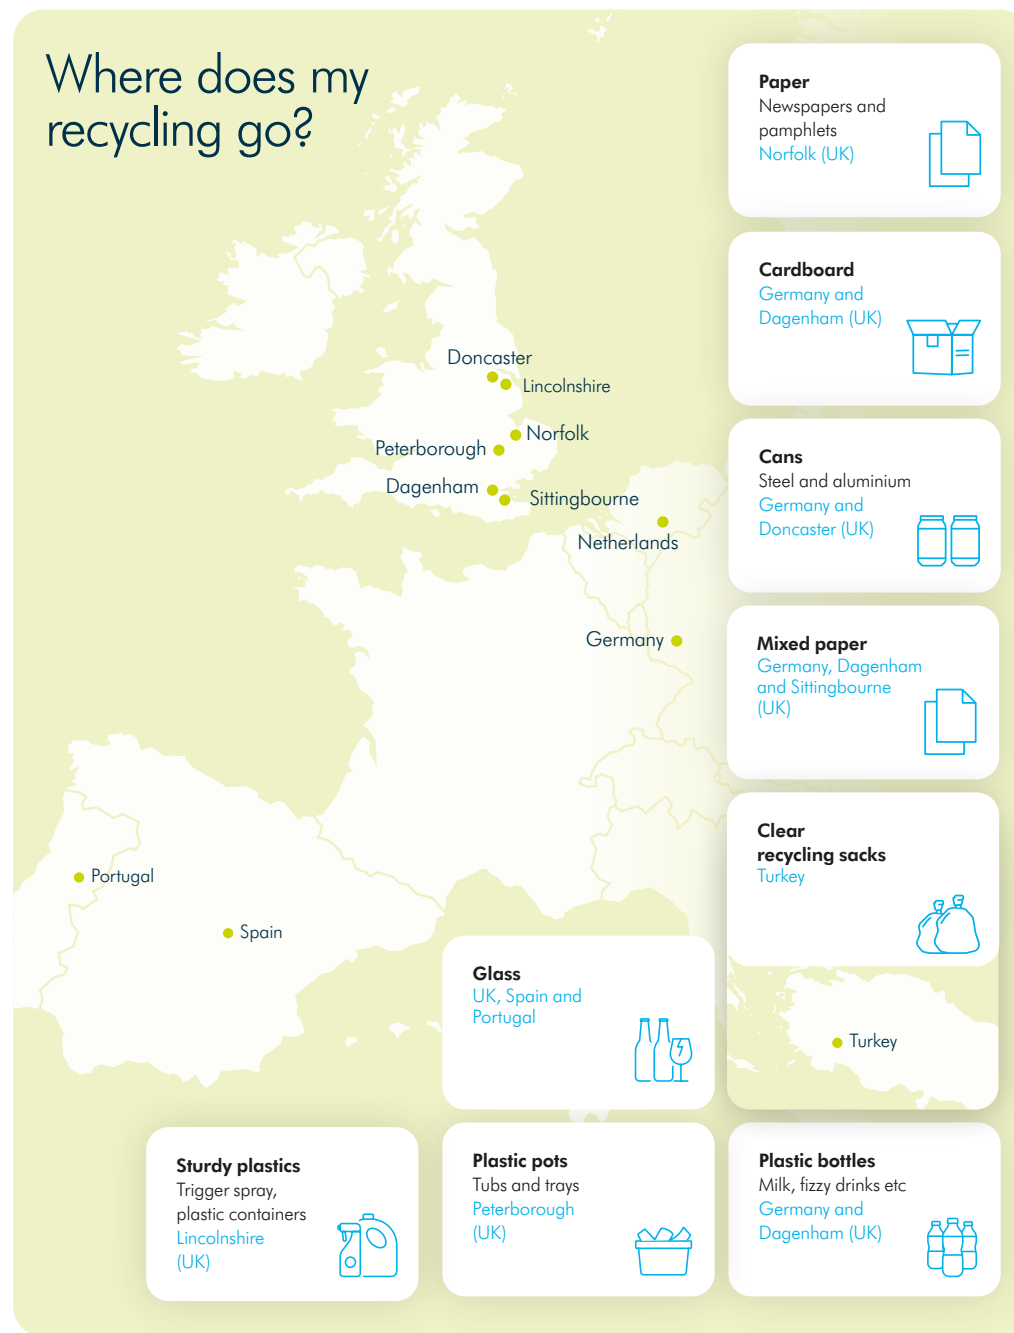 Where does my
recycling go?
Doncaster
Lincolnshire
Norfolk
Peterborough
Dagenham
Sittingbourne
Netherlands
Germany
Portugal
Spain
Paper
Newspapers and
pamphlets
Norfolk (UK)
Cardboard
Germany and
Dagenham (UK)
Cans
Steel and aluminium
Germany and
Doncaster (UK)
Mixed paper
Germany, Dagenham
and Sittingbourne
(UK)
Clear
recycling sacks
Turkey
Turkey
Glass
UK, Spain and
Portugal
Sturdy plastics
Trigger spray,
plastic containers
Lincolnshire
(UK)
Plastic pots
Tubs and trays
Peterborough
(UK)
Plastic bottles
Milk, fizzy drinks etc
Germany and
Dagenham (UK)